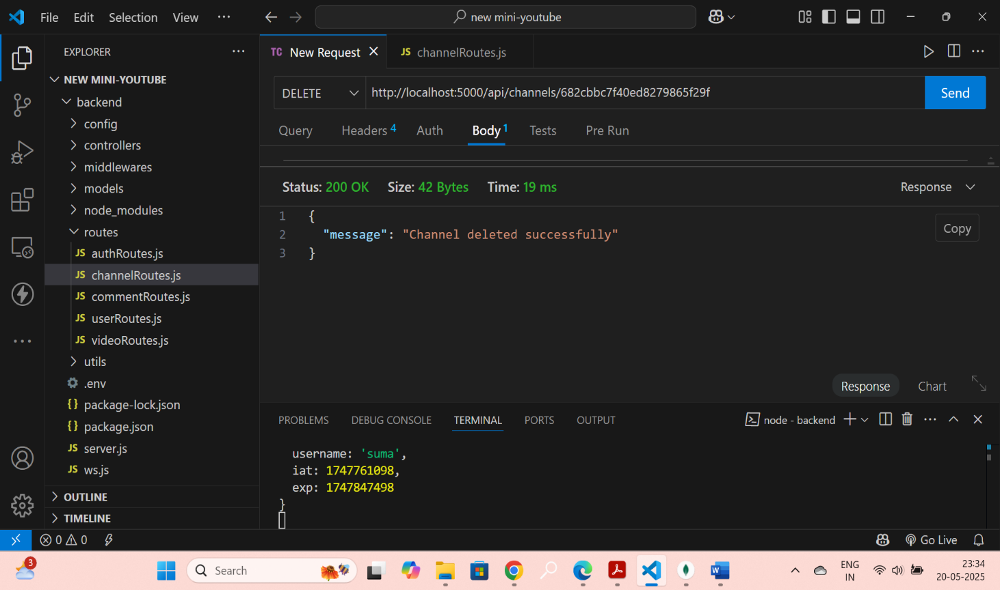 File Edit Selection View ··· new mini-youtube
EXPLORER ···
NEW MINI-YOUTUBE
backend
config
controllers
middlewares
models
node_modules
routes
JS authRoutes.js
JS channelRoutes.js
JS commentRoutes.js
JS userRoutes.js
JS videoRoutes.js
utils
.env
{} package-lock.json
{} package.json
JS server.js
JS ws.js
OUTLINE
TIMELINE
TC New Request JS channelRoutes.js
DELETE http://localhost:5000/api/channels/682cbbc7f40ed8279865f29f Send
Query Headers 4 Auth Body 1 Tests Pre Run
Status: 200 OK Size: 42 Bytes Time: 19 ms Response
1 {
2 "message": "Channel deleted successfully"
3 }
Copy
Response Chart
PROBLEMS DEBUG CONSOLE TERMINAL PORTS OUTPUT node - backend
username: 'suma',
iat: 1747761098,
exp: 1747847498
}
0 0 Go Live
3 Search ENG IN 23:34
20-05-2025